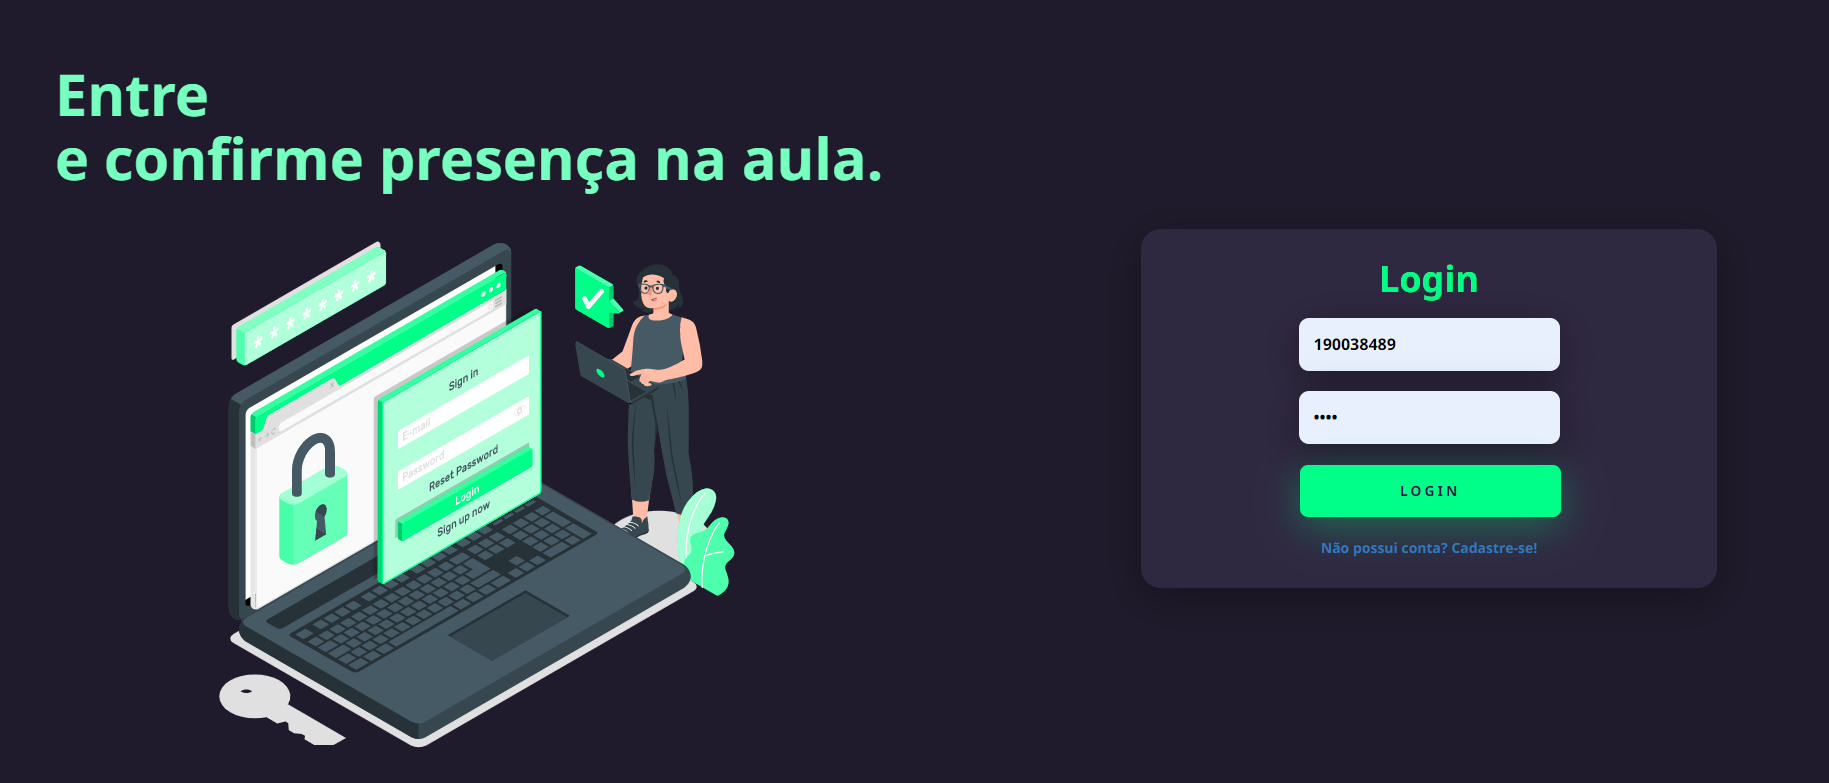 Entre
e confirme presença na aula.
Login
190038489
••••
LOGIN
Não possui conta? Cadastre-se!
********
Sign in
E-mail
Password
Reset Password
Login
Sign up now